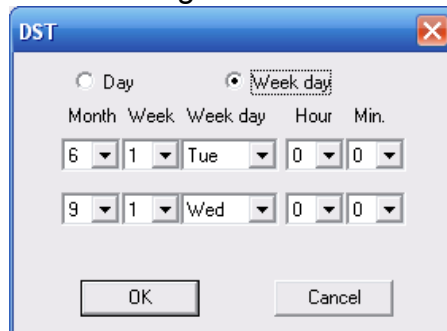 DST
Day Week day
Month Week Week day Hour Min.
6 1 Tue 0 0
9 1 Wed 0 0
OK Cancel